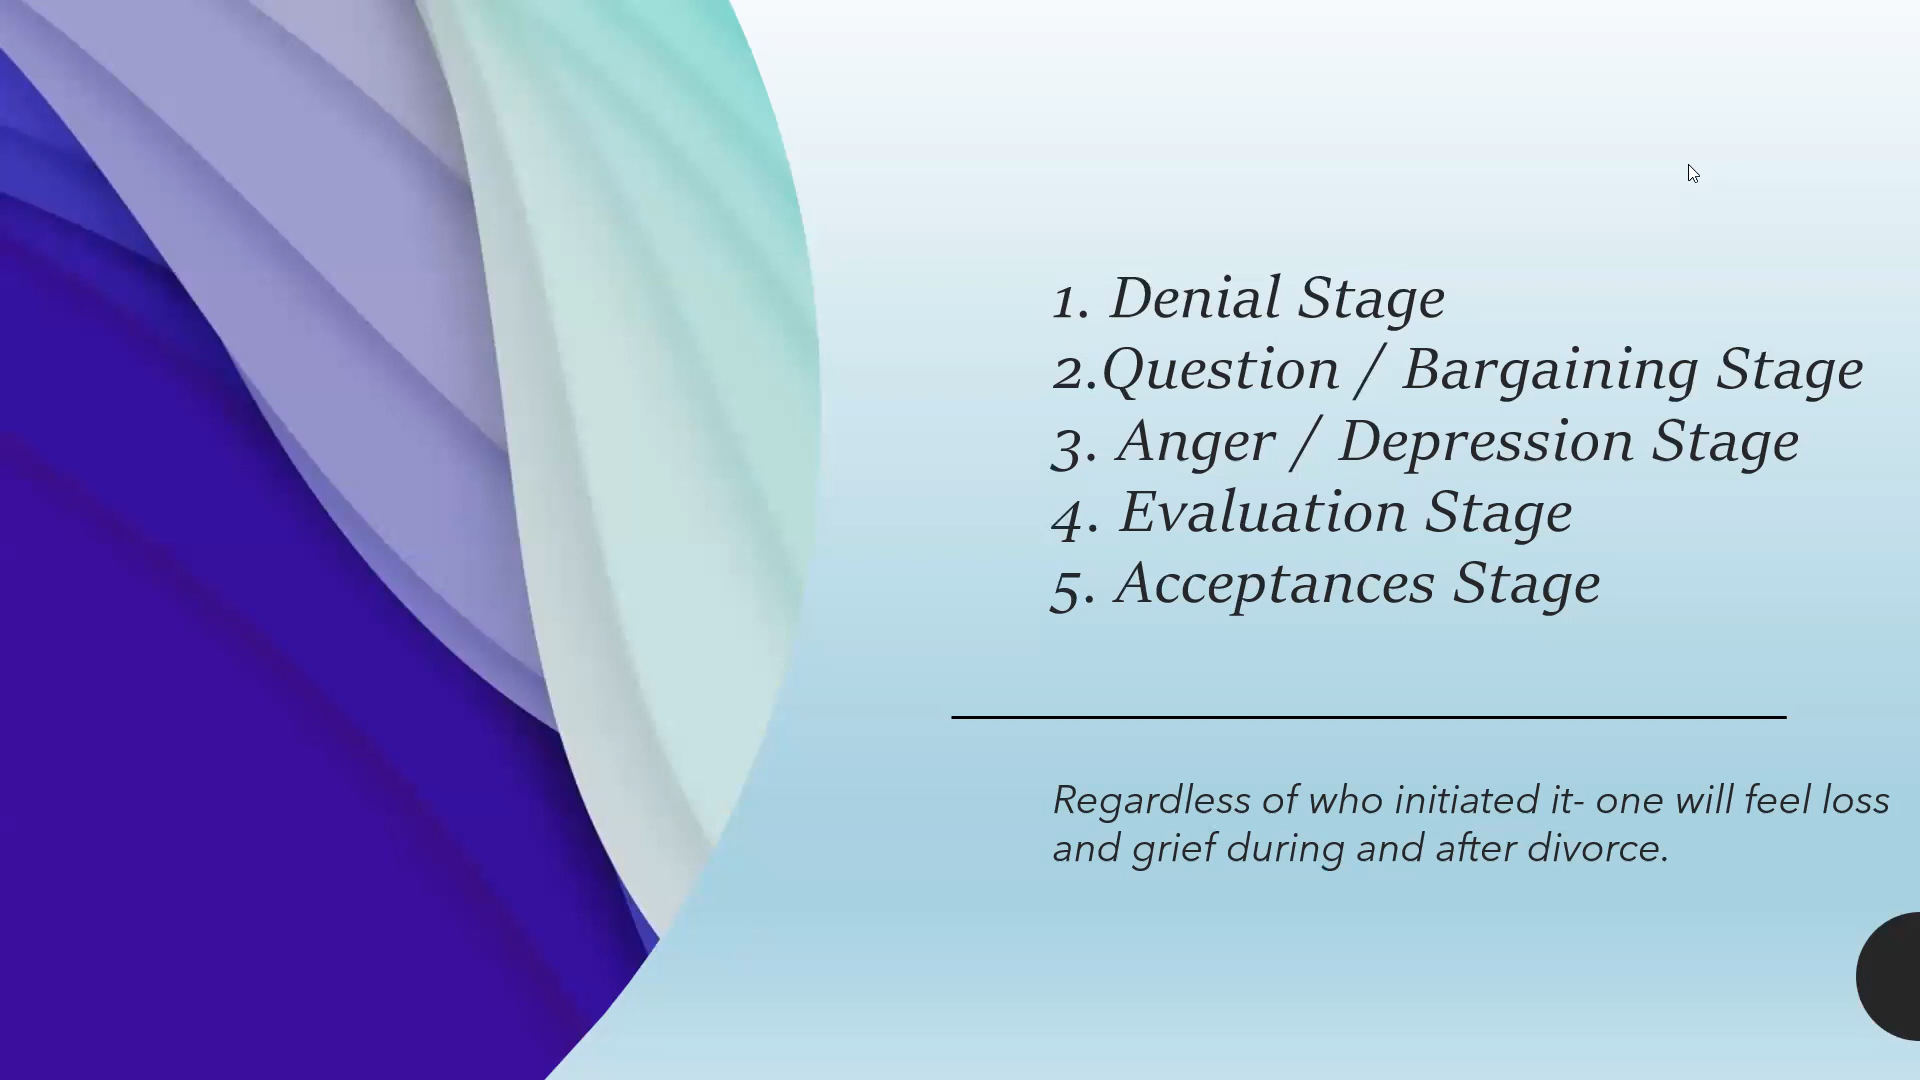 1. Denial Stage
2.Question / Bargaining Stage
3. Anger / Depression Stage
4. Evaluation Stage
5. Acceptances Stage
Regardless of who initiated it- one will feel loss
and grief during and after divorce.